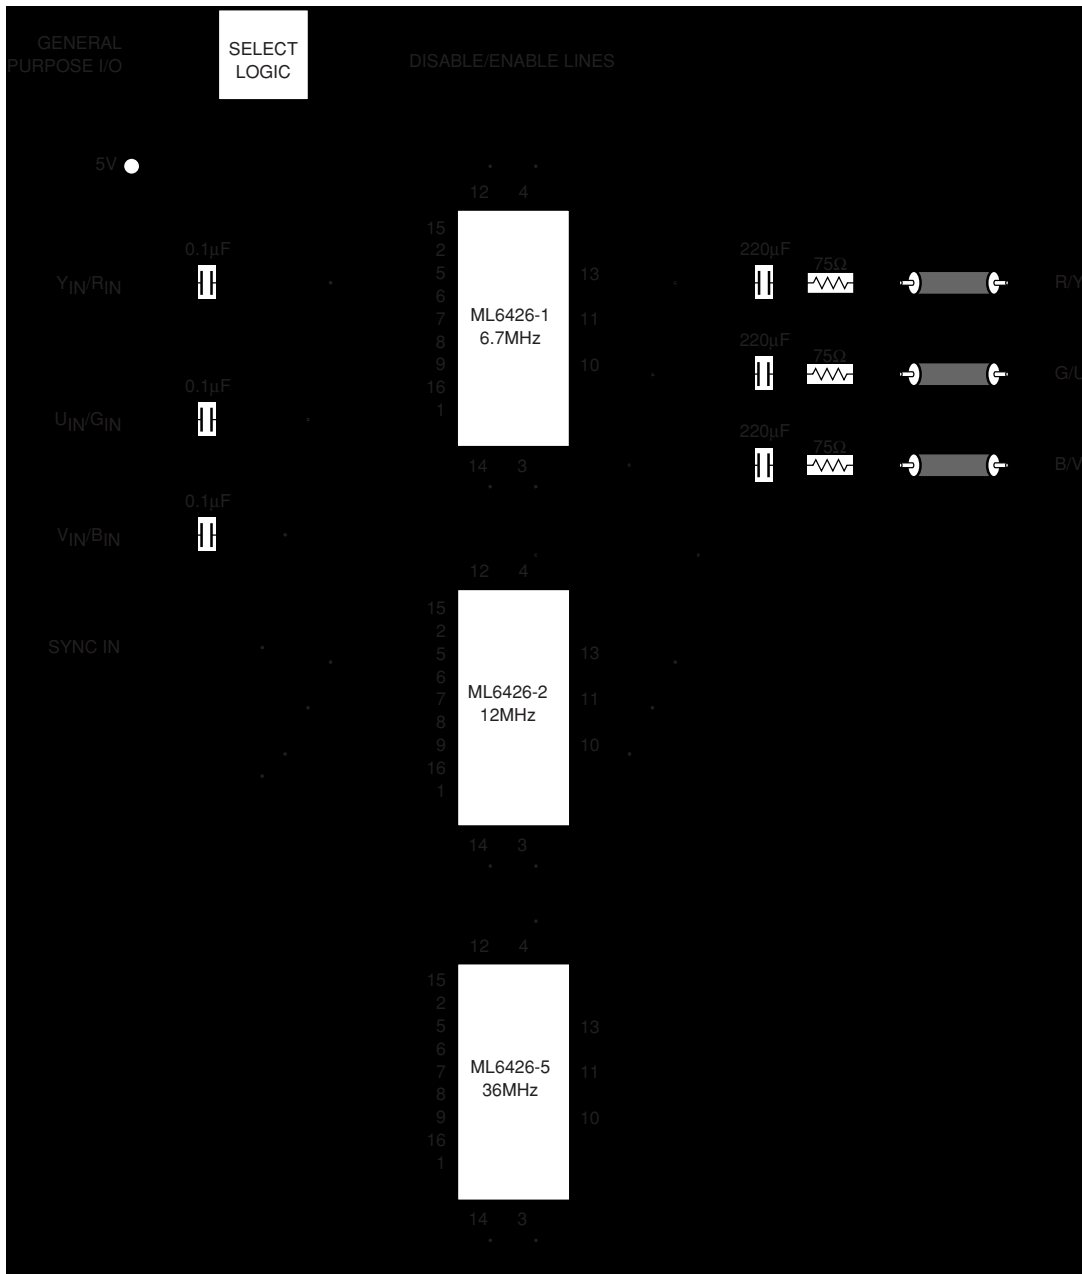 GENERAL
PURPOSE I/O
SELECT
LOGIC
DISABLE/ENABLE LINES
5V
12 4
15
2
5
6
7
8
9
16
1
ML6426-1
6.7MHz
13
11
10
14 3
0.1µF
YIN/RIN
0.1µF
UIN/GIN
0.1µF
VIN/BIN
SYNC IN
220µF
75Ω
R/Y
220µF
75Ω
G/U
220µF
75Ω
B/V
12 4
15
2
5
6
7
8
9
16
1
ML6426-2
12MHz
13
11
10
14 3
12 4
15
2
5
6
7
8
9
16
1
ML6426-5
36MHz
13
11
10
14 3